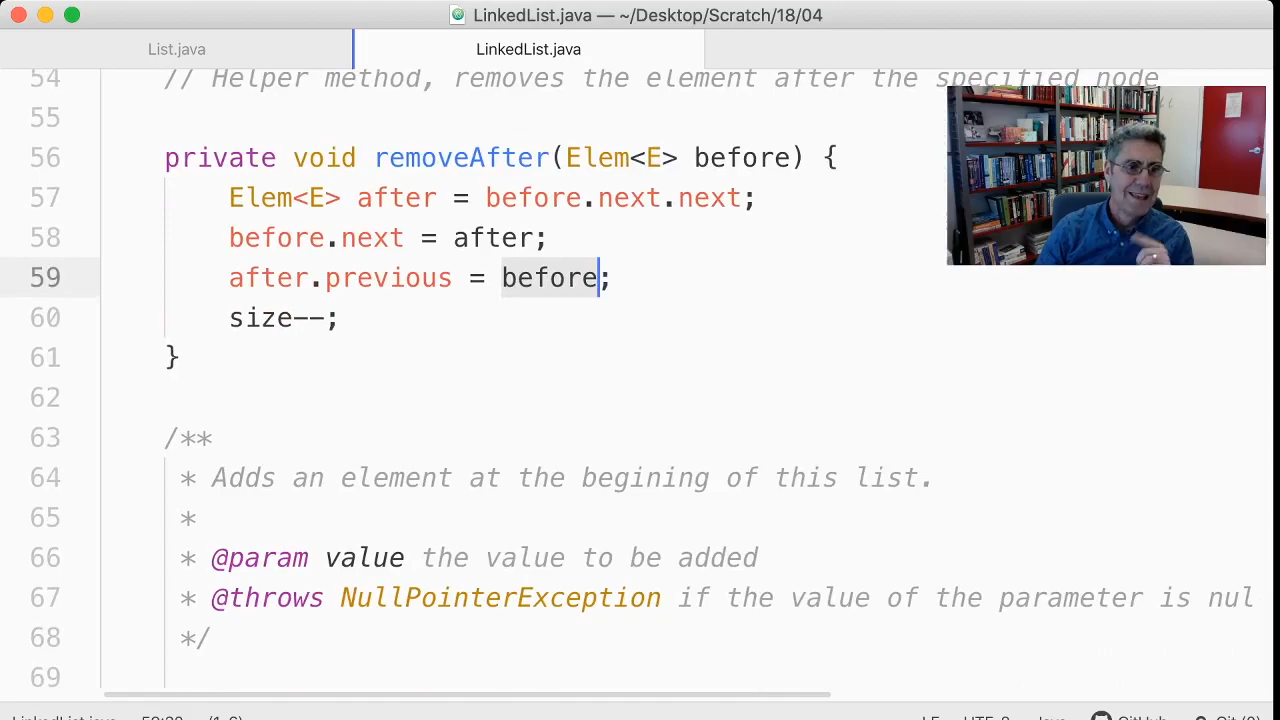 LinkedList.java — ~/Desktop/Scratch/18/04
List.java
LinkedList.java
54 // Helper method, removes the element after the specified node
55
56 private void removeAfter(Elem<E> before) {
57 Elem<E> after = before.next.next;
58 before.next = after;
59 after.previous = before;
60 size--;
61 }
62
63 /**
64 * Adds an element at the begining of this list.
65 *
66 * @param value the value to be added
67 * @throws NullPointerException if the value of the parameter is nul
68 */
69